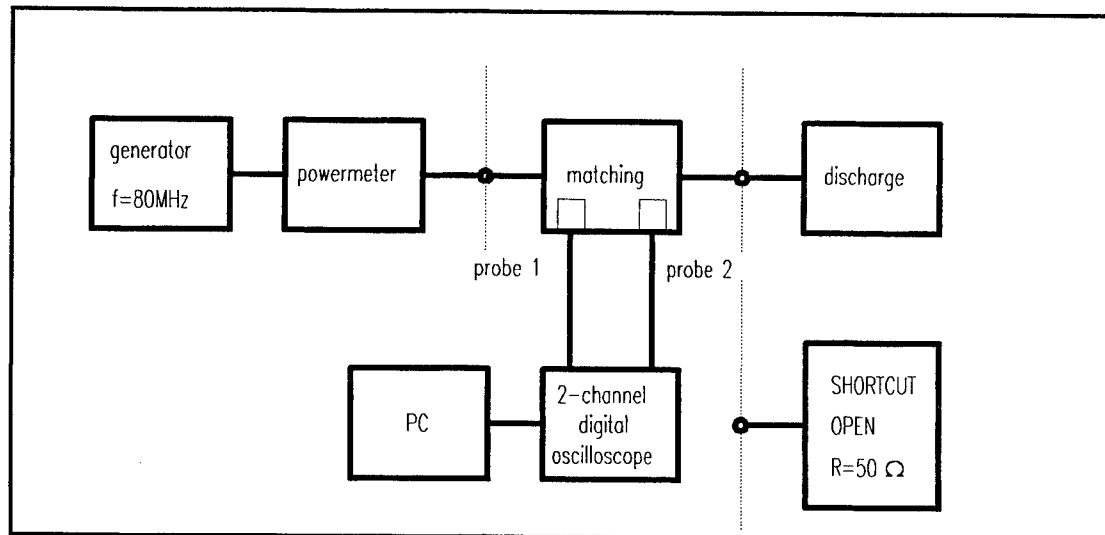 generator
f=80MHz
powermeter
matching
discharge
probe 1
probe 2
PC
2-channel
digital
oscilloscope
SHORTCUT
OPEN
R=50 Ω